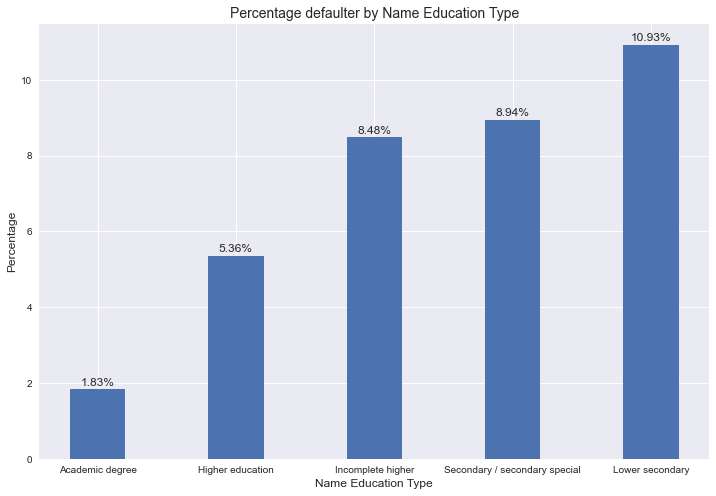 Percentage defaulter by Name Education Type
10.93%
8.94%
8.48%
5.36%
1.83%
Percentage
10
8
6
4
2
0
Academic degree
Higher education
Incomplete higher
Secondary / secondary special
Lower secondary
Name Education Type